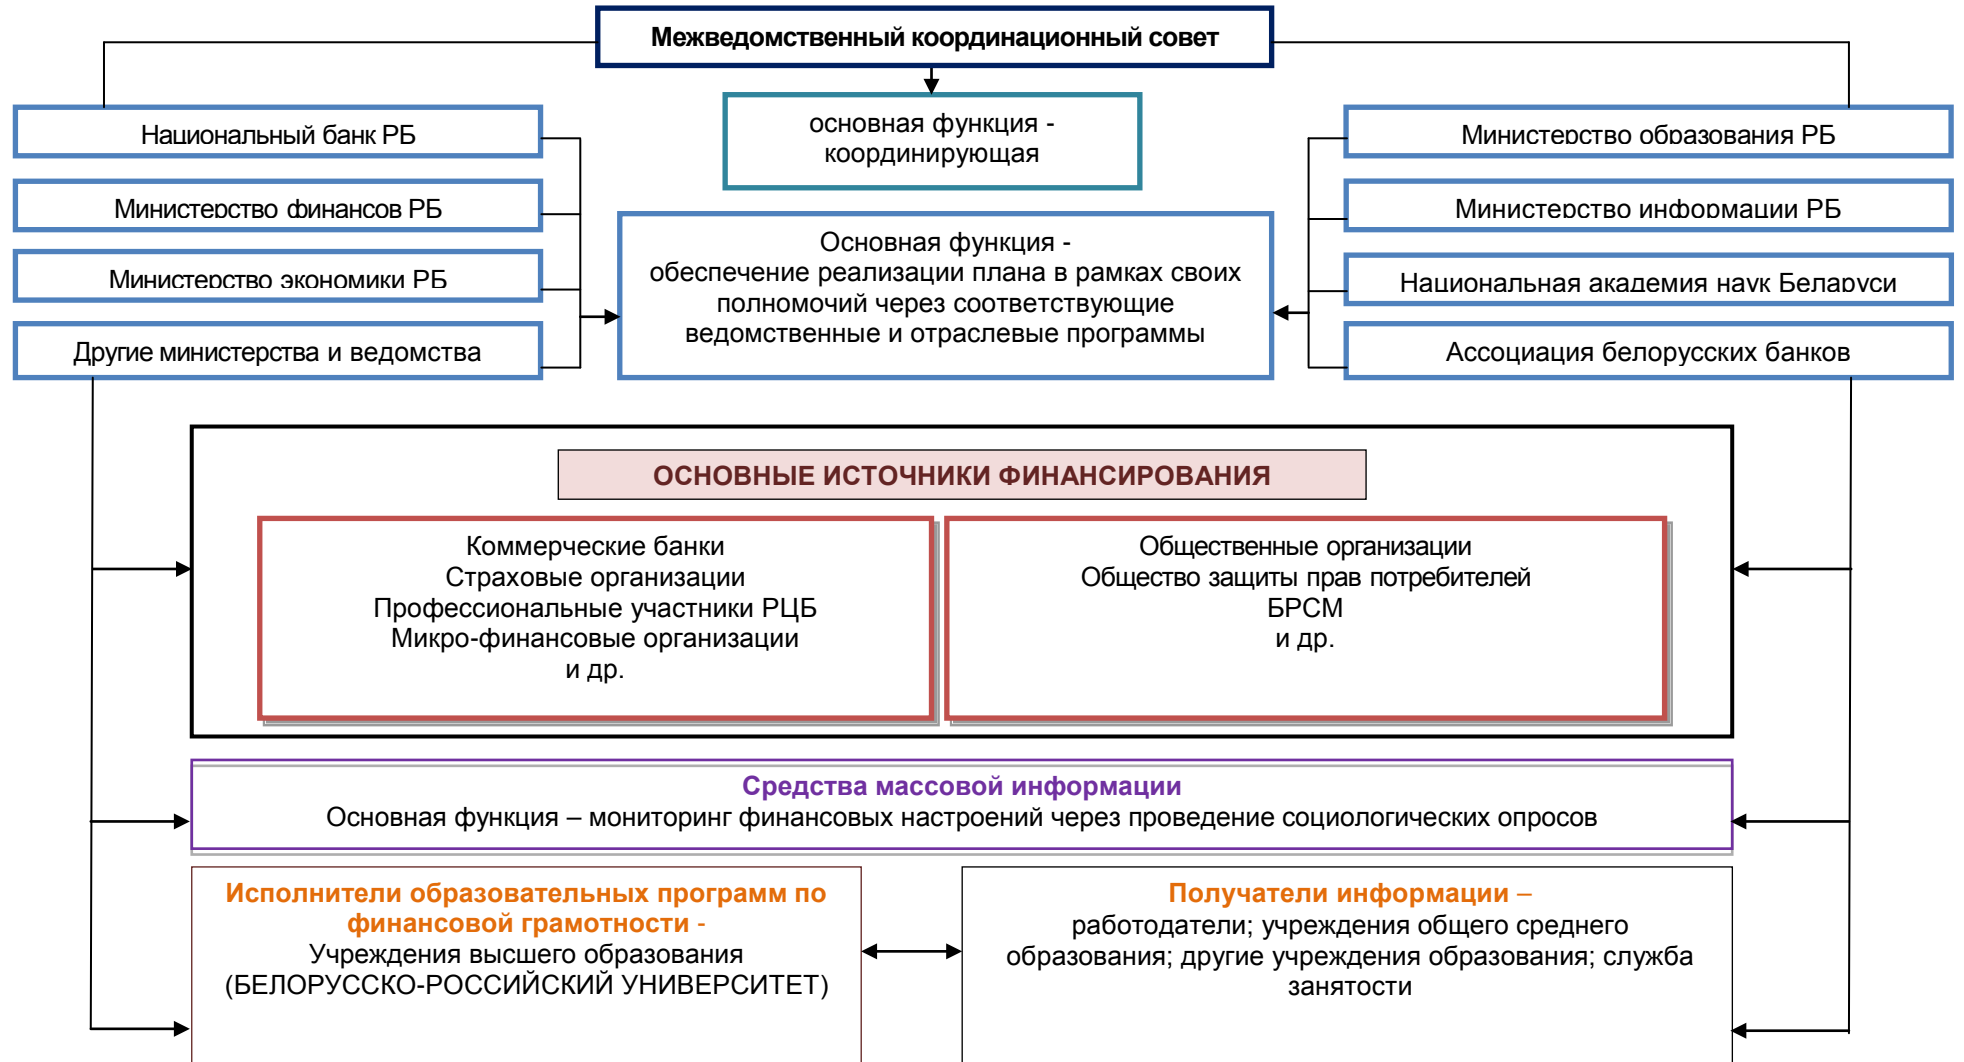 Межведомственный координационный совет
основная функция -
координирующая
Национальный банк РБ
Министерство финансов РБ
Министерство экономики РБ
Другие министерства и ведомства
Основная функция -
обеспечение реализации плана в рамках своих
полномочий через соответствующие
ведомственные и отраслевые программы
Министерство образования РБ
Министерство информации РБ
Национальная академия наук Беларуси
Ассоциация белорусских банков
ОСНОВНЫЕ ИСТОЧНИКИ ФИНАНСИРОВАНИЯ
Коммерческие банки
Страховые организации
Профессиональные участники РЦБ
Микро-финансовые организации
и др.
Общественные организации
Общество защиты прав потребителей
БРСМ
и др.
Средства массовой информации
Основная функция – мониторинг финансовых настроений через проведение социологических опросов
Исполнители образовательных программ по
финансовой грамотности -
Учреждения высшего образования
(БЕЛОРУССКО-РОССИЙСКИЙ УНИВЕРСИТЕТ)
Получатели информации –
работодатели; учреждения общего среднего
образования; другие учреждения образования; служба
занятости